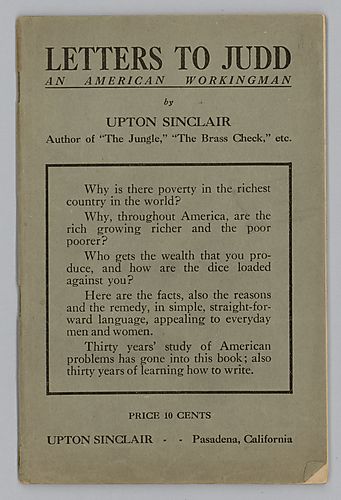 LETTERS TO JUDD
AN AMERICAN WORKINGMAN
by
UPTON SINCLAIR
Author of "The Jungle," "The Brass Check," etc.
Why is there poverty in the richest
country in the world?
Why, throughout America, are the
rich growing richer and the poor
poorer?
Who gets the wealth that you pro-
duce, and how are the dice loaded
against you?
Here are the facts, also the reasons
and the remedy, in simple, straight-for-
ward language, appealing to everyday
men and women.
Thirty years' study of American
problems has gone into this book; also
thirty years of learning how to write.
PRICE 10 CENTS
UPTON SINCLAIR - - Pasadena, California